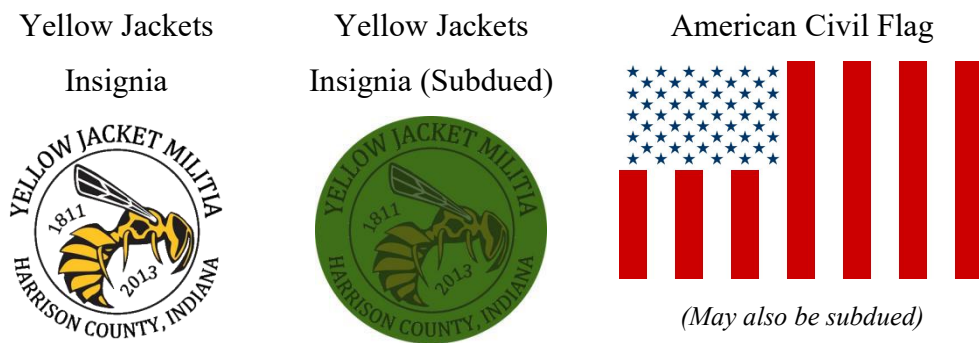 Yellow Jackets
Insignia
YELLOW JACKET MILITIA
1811
2013
HARRISON COUNTY, INDIANA
Yellow Jackets
Insignia (Subdued)
YELLOW JACKET MILITIA
1811
2013
HARRISON COUNTY, INDIANA
American Civil Flag
(May also be subdued)